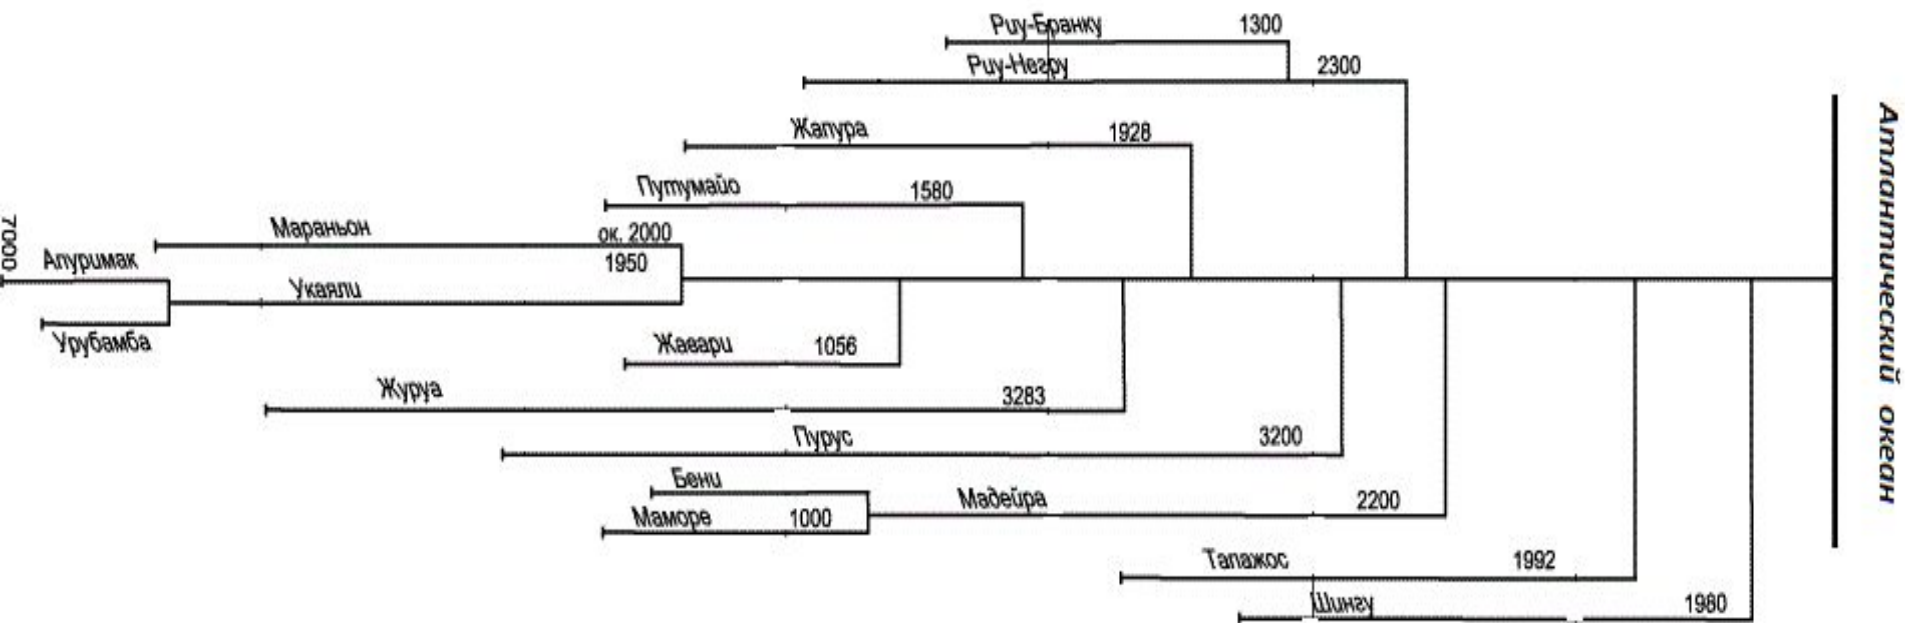 Риу-Бранку 1300
Риу-Негру 2300
Жапура 1928
Путумайо 1580
Мараньон ок. 2000
7000
Апуримак
1950
Укаяли
Урубамба
Жавари 1056
Журуа 3283
Пурус 3200
Бени
Мадейра 2200
Маморе 1000
Тапажос 1992
Шингу 1980
Атлантический океан